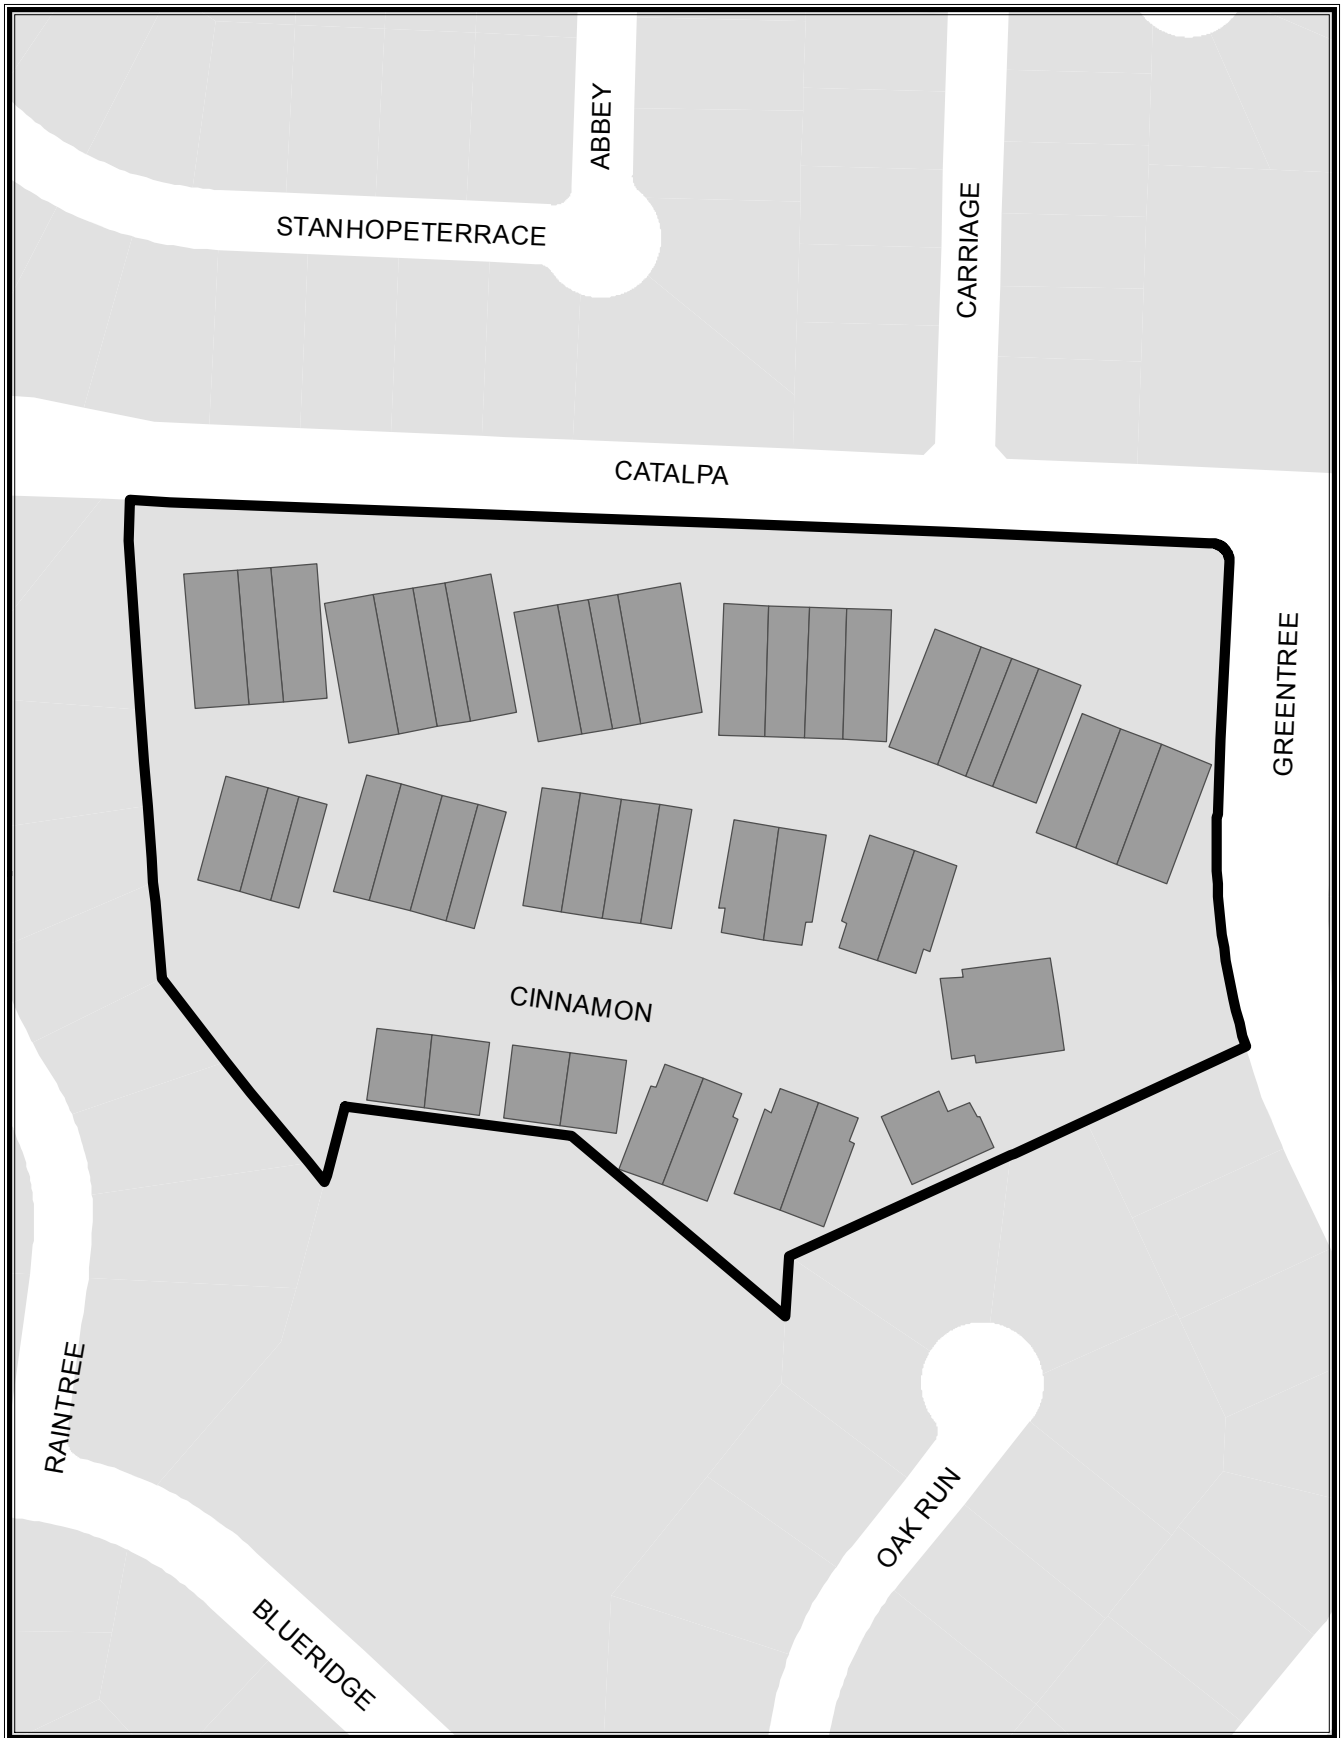 ABBEY
CARRIAGE
STANHOPETERRACE
CATALPA
GREENTREE
CINNAMON
RAINTREE
OAK RUN
BLUERIDGE